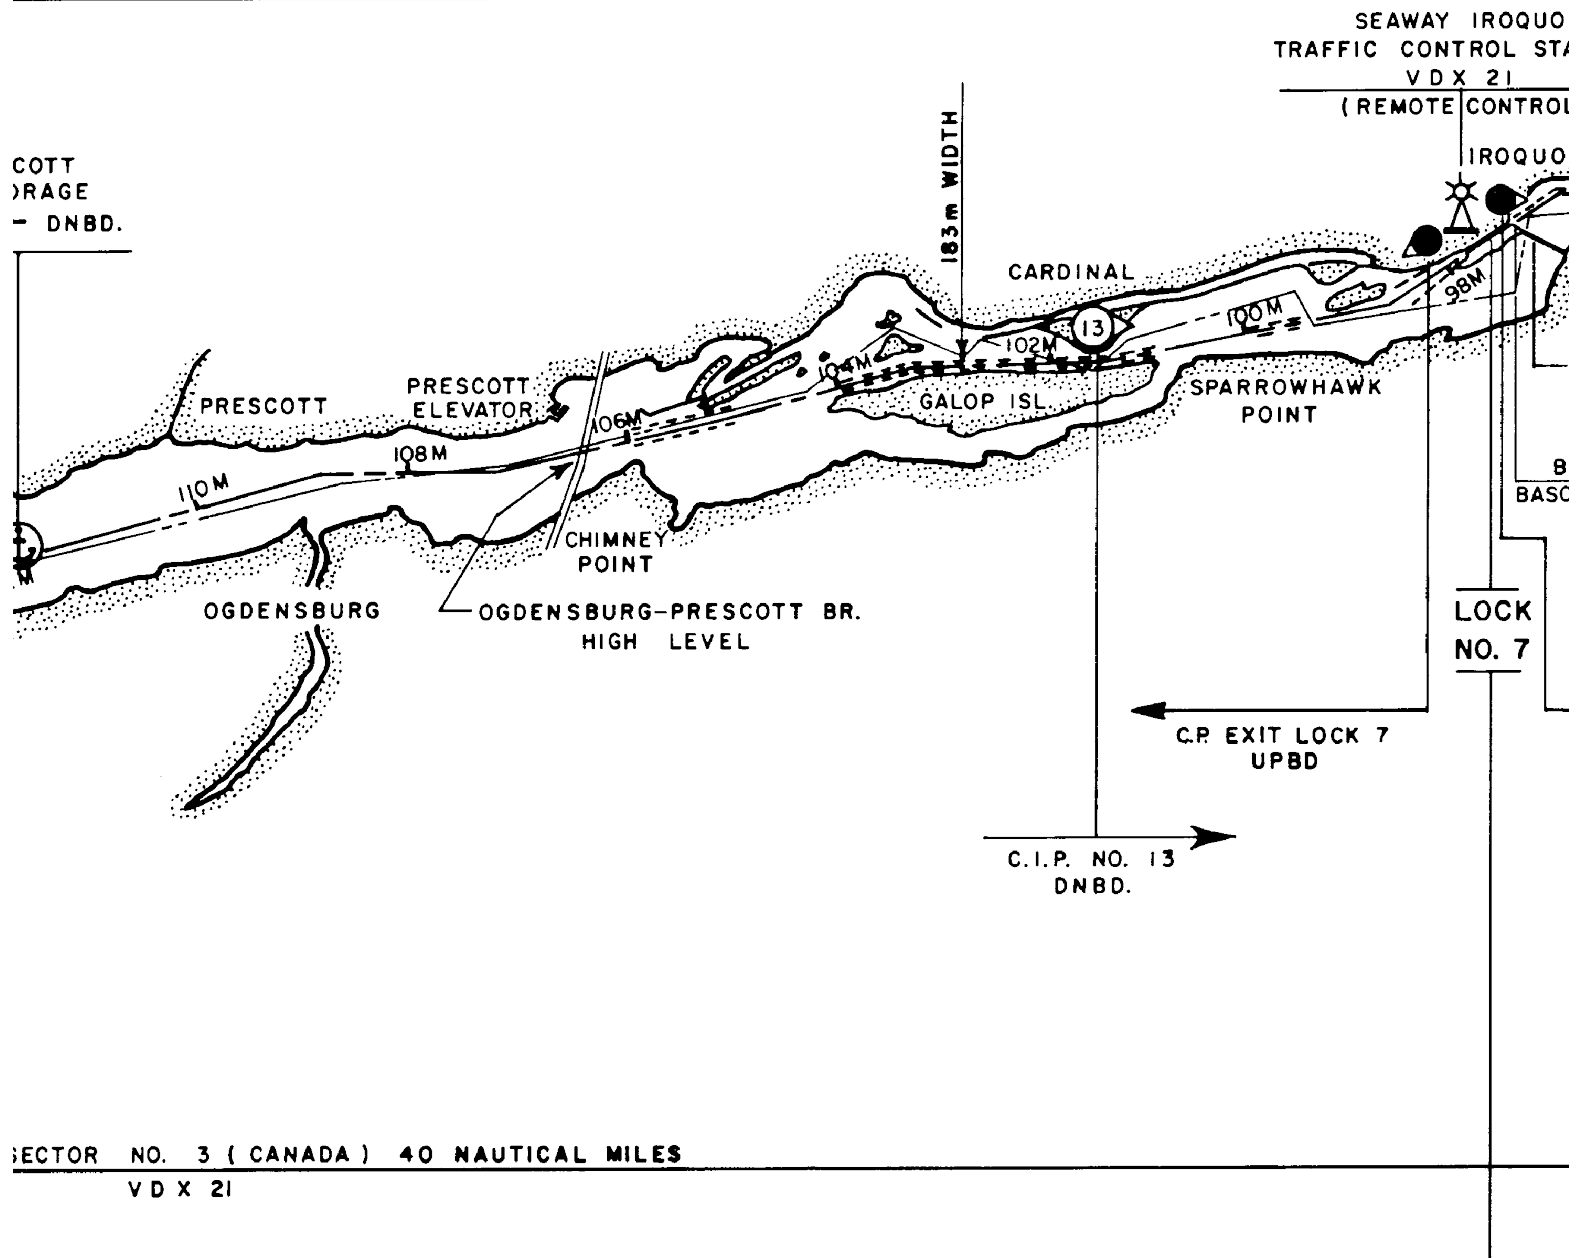 SEAWAY IROQUO
TRAFFIC CONTROL STA
VDX 21
(REMOTE CONTROL
IROQUO
183m WIDTH
COTT
ORAGE
- DNBD.
CARDINAL
13
98M
100M
102M
104M
PRESCOTT
ELEVATOR
PRESCOTT
106M
GALOP ISL
SPARROWHAWK
POINT
108M
110M
B
BASC
M
CHIMNEY
POINT
OGDENSBURG
OGDENSBURG-PRESCOTT BR.
HIGH LEVEL
LOCK
NO. 7
C.P. EXIT LOCK 7
UPBD
C.I.P. NO. 13
DNBD.
SECTOR NO. 3 (CANADA) 40 NAUTICAL MILES
VDX 21